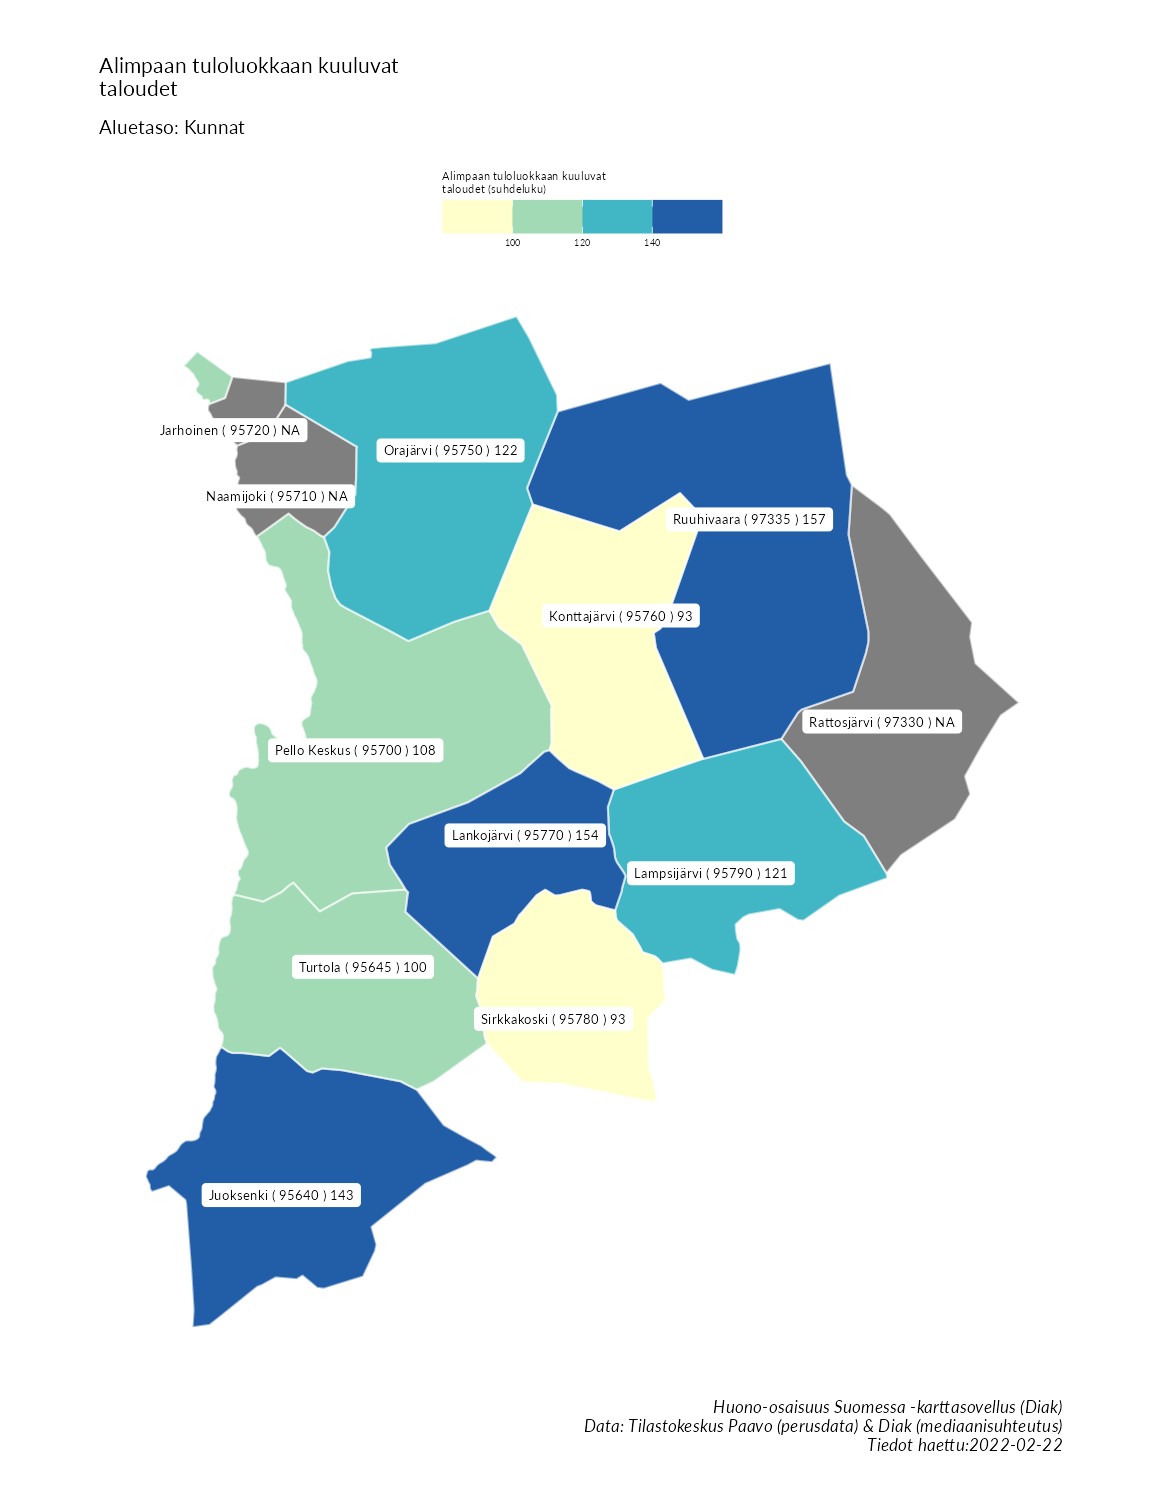 Alimpaan tuloluokkaan kuuluvat
taloudet
Aluetaso: Kunnat
Alimpaan tuloluokkaan kuuluvat
taloudet (suhdeluku)
100 120 140
Jarhoinen ( 95720 ) NA
Orajärvi ( 95750 ) 122
Naamijoki ( 95710 ) NA
Ruuhivaara ( 97335 ) 157
Konttajärvi ( 95760 ) 93
Rattosjärvi ( 97330 ) NA
Pello Keskus ( 95700 ) 108
Lankojärvi ( 95770 ) 154
Lampsijärvi ( 95790 ) 121
Turtola ( 95645 ) 100
Sirkkakoski ( 95780 ) 93
Juoksenki ( 95640 ) 143
Huono-osaisuus Suomessa -karttasovellus (Diak)
Data: Tilastokeskus Paavo (perusdata) & Diak (mediaanisuhteutus)
Tiedot haettu:2022-02-22